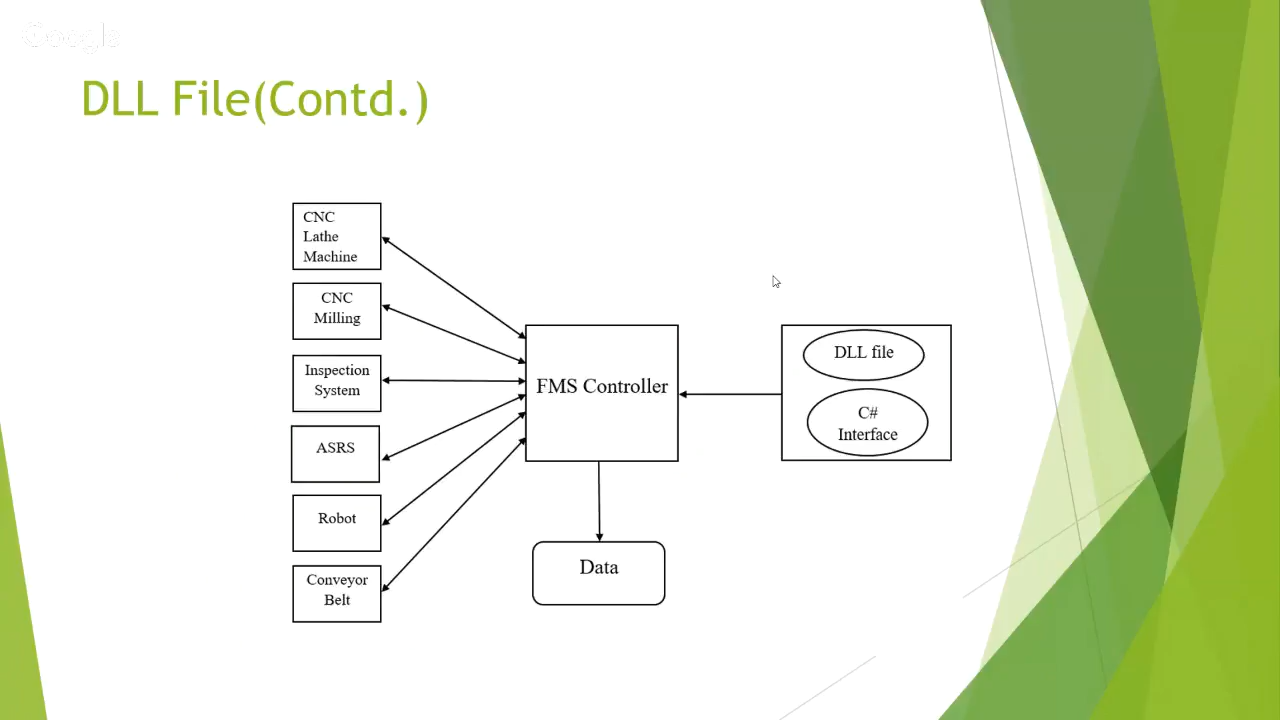 Google
DLL File(Contd.)
CNC
Lathe
Machine
CNC
Milling
Inspection
System
ASRS
Robot
Conveyor
Belt
FMS Controller
Data
DLL file
C#
Interface